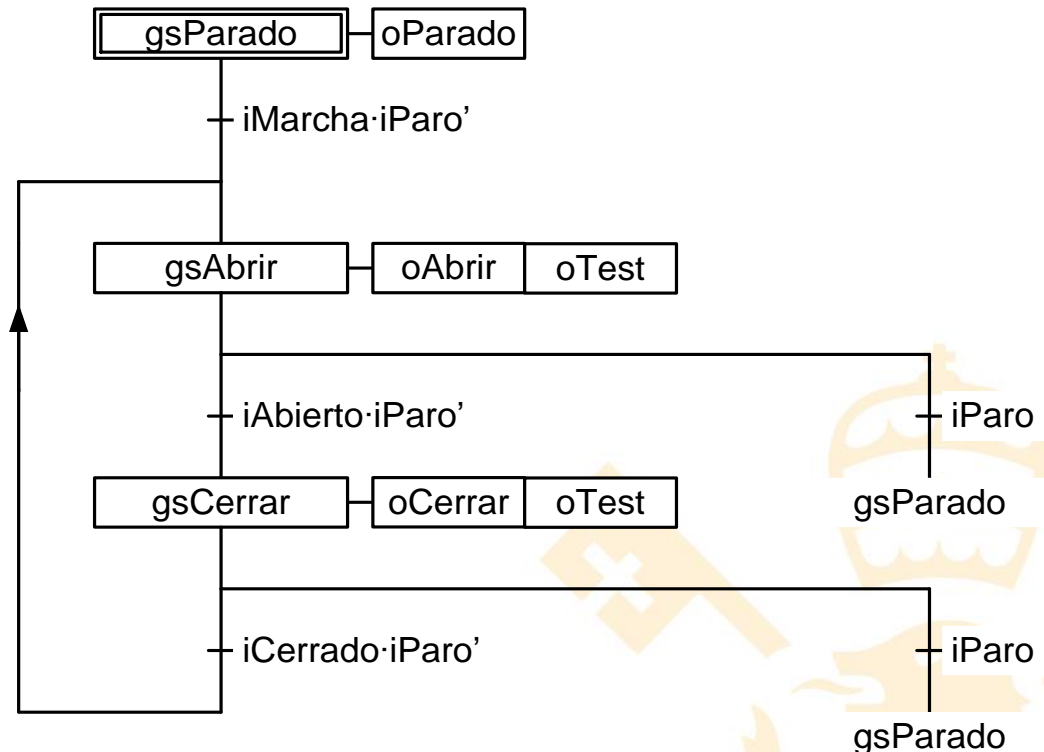 gsParado oParado
iMarcha·iParo’
gsAbrir oAbrir oTest
iAbierto·iParo’ iParo
gsCerrar oCerrar oTest
gsParado
iCerrado·iParo’ iParo
gsParado